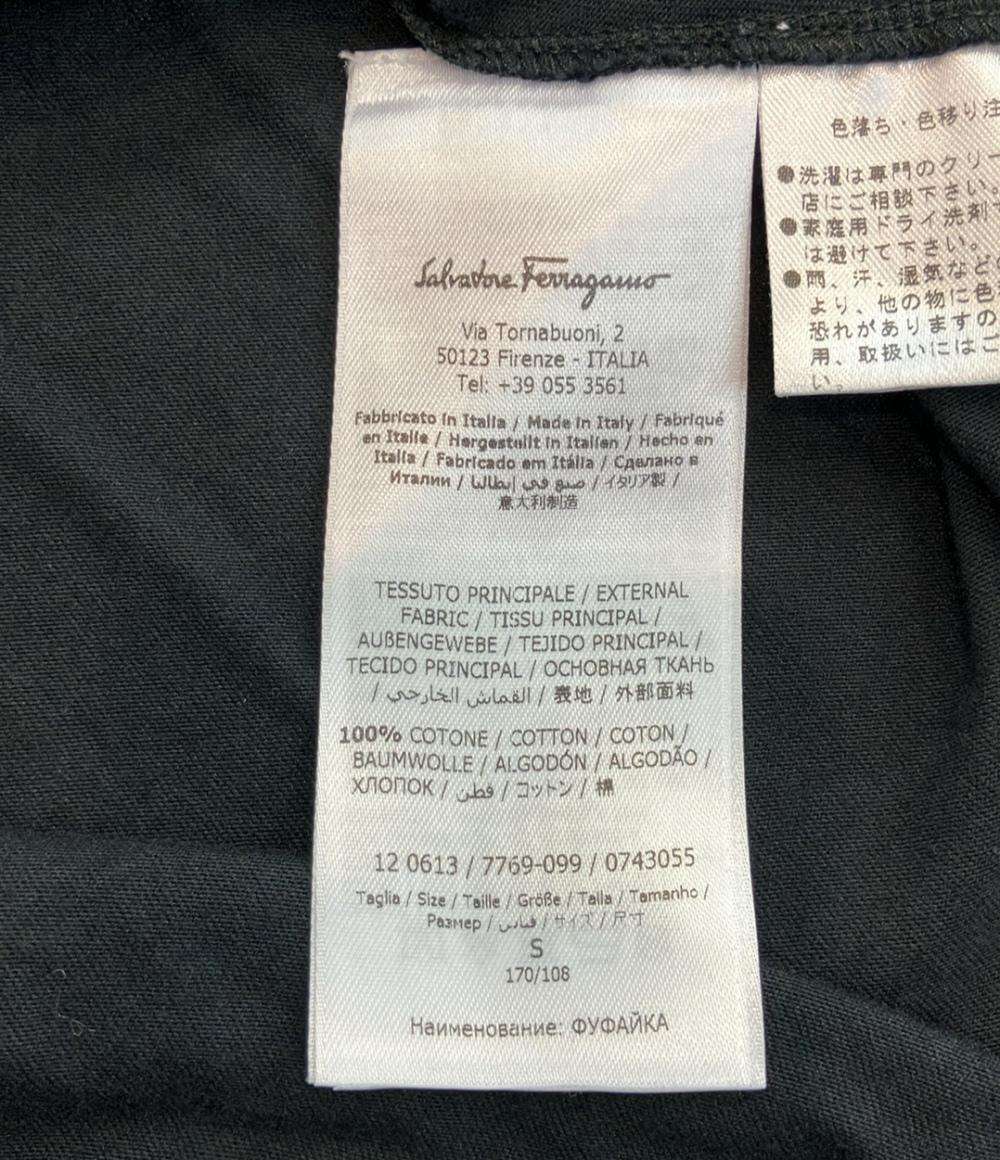 Salvatore Ferragamo
Via Tornabuoni, 2
50123 Firenze - ITALIA
Tel: +39 055 3561
Fabbricato in Italia / Made in Italy / Fabriqué
en Italie / Hergestellt in Italien / Hecho en
Italia / Fabricado em Itália / Сделано в
Италии / صنع في إيطاليا / イタリア製 /
意大利制造
TESSUTO PRINCIPALE / EXTERNAL
FABRIC / TISSU PRINCIPAL /
AUßENGEWEBE / TEJIDO PRINCIPAL /
TECIDO PRINCIPAL / ОСНОВНАЯ ТКАНЬ
/ القماش الخارجي / 表地 / 外部面料
100% COTONE / COTTON / COTON /
BAUMWOLLE / ALGODÓN / ALGODÃO /
ХЛОПОК / قطن / コットン / 棉
12 0613 / 7769-099 / 0743055
Taglia / Size / Taille / Größe / Talla / Tamanho /
Размер / قياس / サイズ / 尺寸
S
170/108
Наименование: ФУФАЙКА
色落ち・色移り注
●洗濯は専門のクリー
店にご相談下さい。
●家庭用ドライ洗剤
は避けて下さい。
●雨、汗、湿気など
より、他の物に色
恐れがありますの
用、取扱いにはご
い。